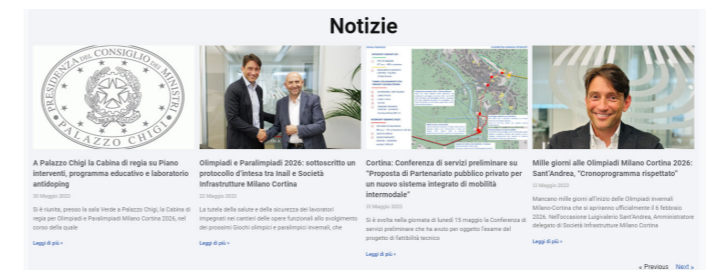 Notizie
PRESIDENZA DEL CONSIGLIO DEI MINISTRI
PALAZZO CHIGI
A Palazzo Chigi la Cabina di regia su Piano
interventi, programma educativo e laboratorio
antidoping
30 Maggio 2023
Si è riunita, presso la sala Verde a Palazzo Chigi, la Cabina di
regia per Olimpiadi e Paralimpiadi Milano Cortina 2026, nel
corso della quale
Leggi di più »
Olimpiadi e Paralimpiadi 2026: sottoscritto un
protocollo d'intesa tra Inail e Società
Infrastrutture Milano Cortina
22 Maggio 2023
La tutela della salute e della sicurezza dei lavoratori
impegnati nei cantieri delle opere funzionali allo svolgimento
dei prossimi Giochi olimpici e paralimpici invernali, che
Leggi di più »
Cortina: Conferenza di servizi preliminare su
"Proposta di Partenariato pubblico privato per
un nuovo sistema integrato di mobilità
intermodale"
Si è svolta nella giornata di lunedì 15 maggio la Conferenza di
servizi preliminare che ha avuto per oggetto l'esame del
progetto di fattibilità tecnico
Leggi di più »
Mille giorni alle Olimpiadi Milano Cortina 2026:
Sant'Andrea, "Cronoprogramma rispettato"
Maggio 2023
Mancano mille giorni all'inizio delle Olimpiadi invernali
Milano-Cortina che si apriranno ufficialmente il 6 febbraio
2026. Nell'occasione Luigivalerio Sant'Andrea, Amministratore
delegato di Società Infrastrutture Milano Cortina
Leggi di più »
« Previous Next »